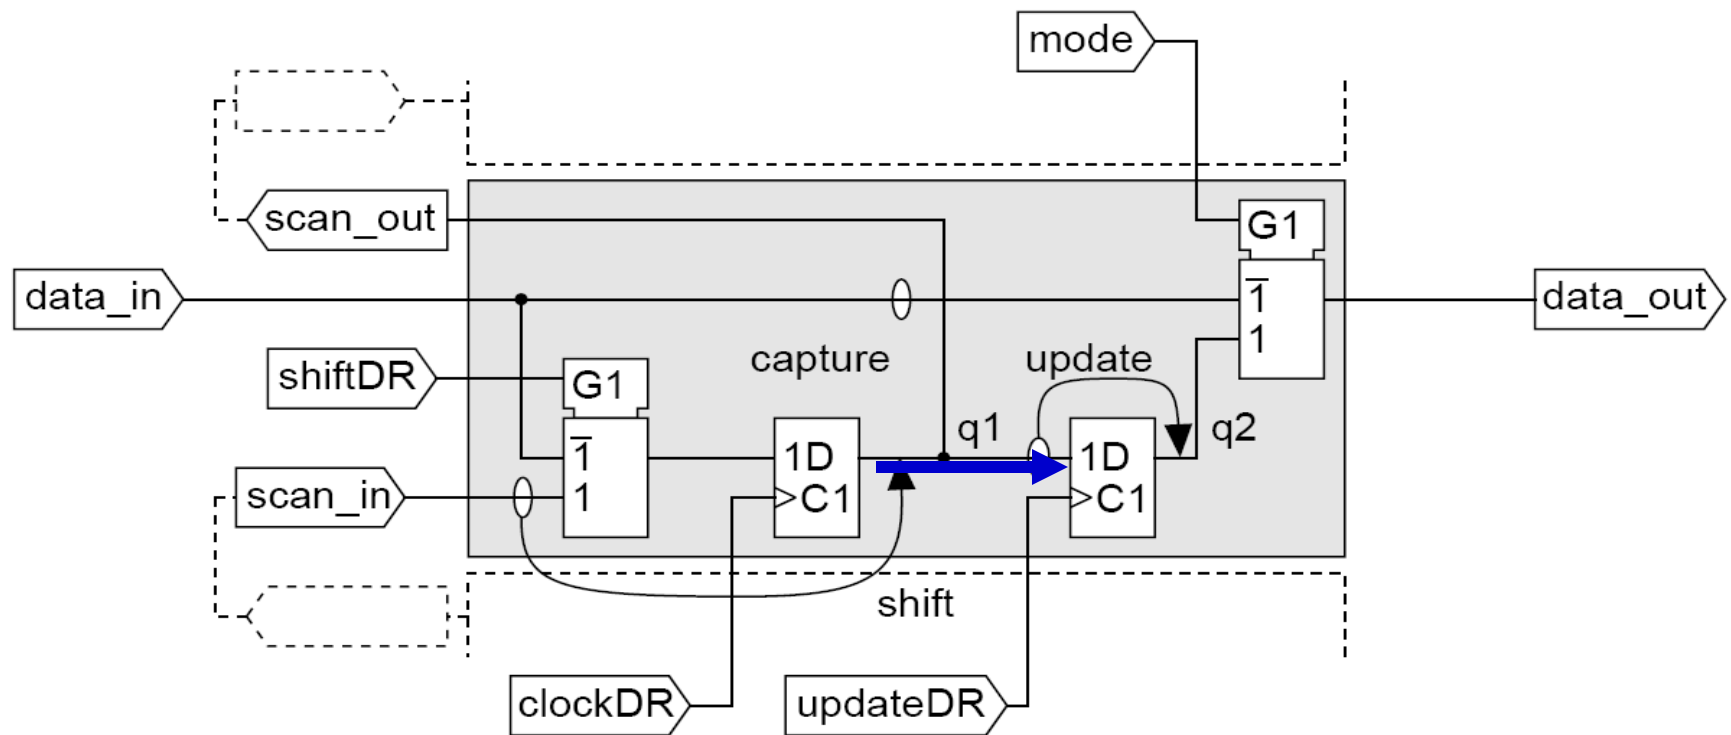 mode
scan_out
G1
data_in
1̅
data_out
1
capture
update
shiftDR
G1
q1
q2
1̅
1D
1D
scan_in
1
C1
C1
shift
clockDR
updateDR